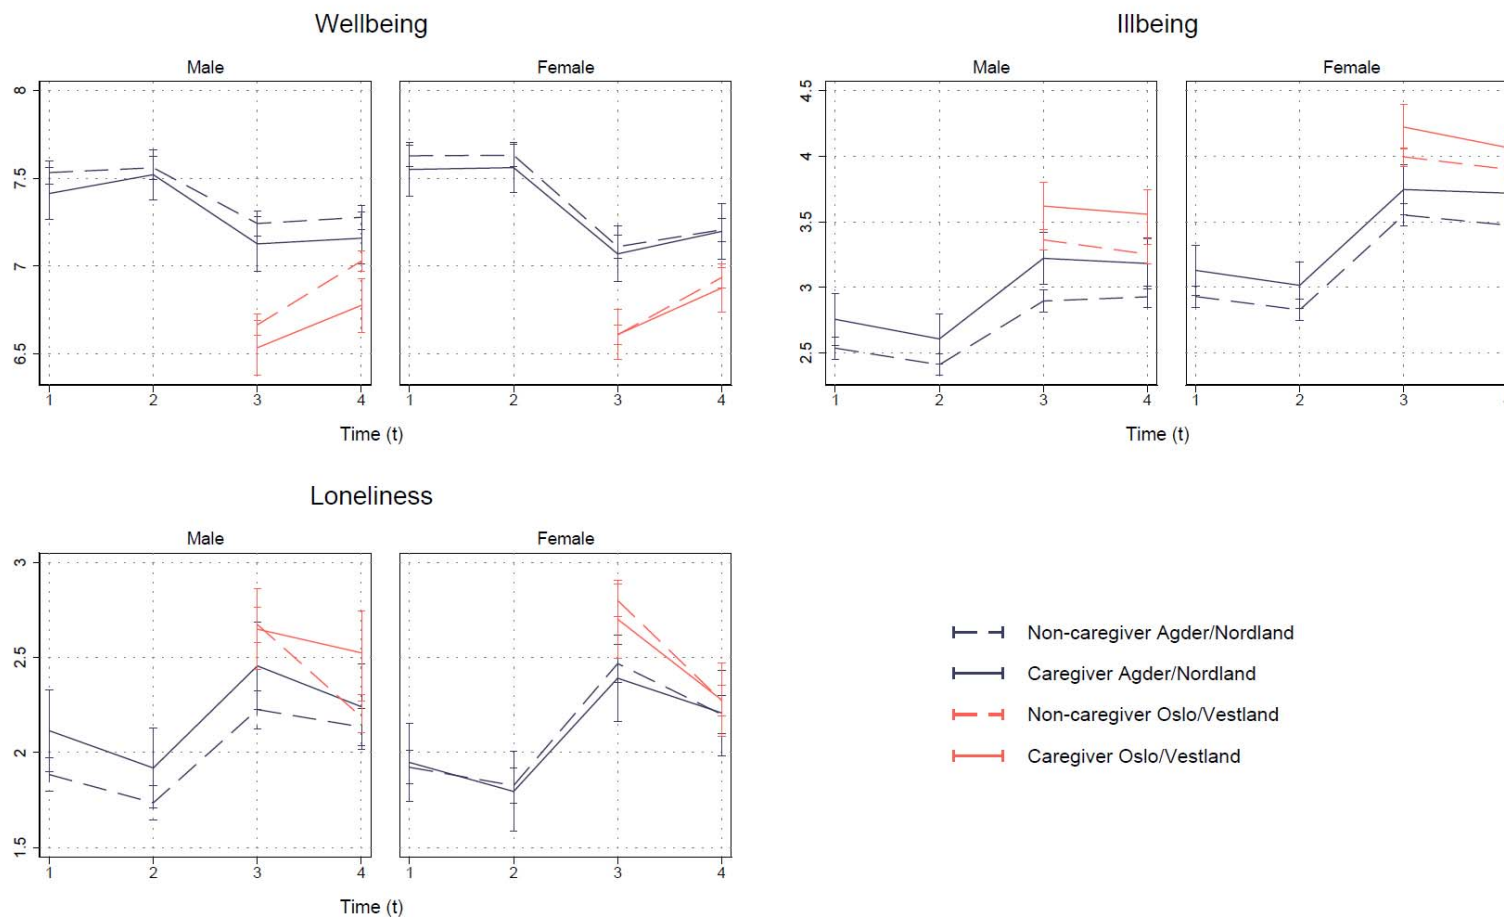 Wellbeing
Male
Female
8
7.5
7
6.5
1
2
3
4
1
2
3
4
Time (t)
Illbeing
Male
Female
4.5
4
3.5
3
2.5
1
2
3
4
1
2
3
Time (t)
Loneliness
Male
Female
3
2.5
2
1.5
1
2
3
4
1
2
3
4
Time (t)
Non-caregiver Agder/Nordland
Caregiver Agder/Nordland
Non-caregiver Oslo/Vestland
Caregiver Oslo/Vestland